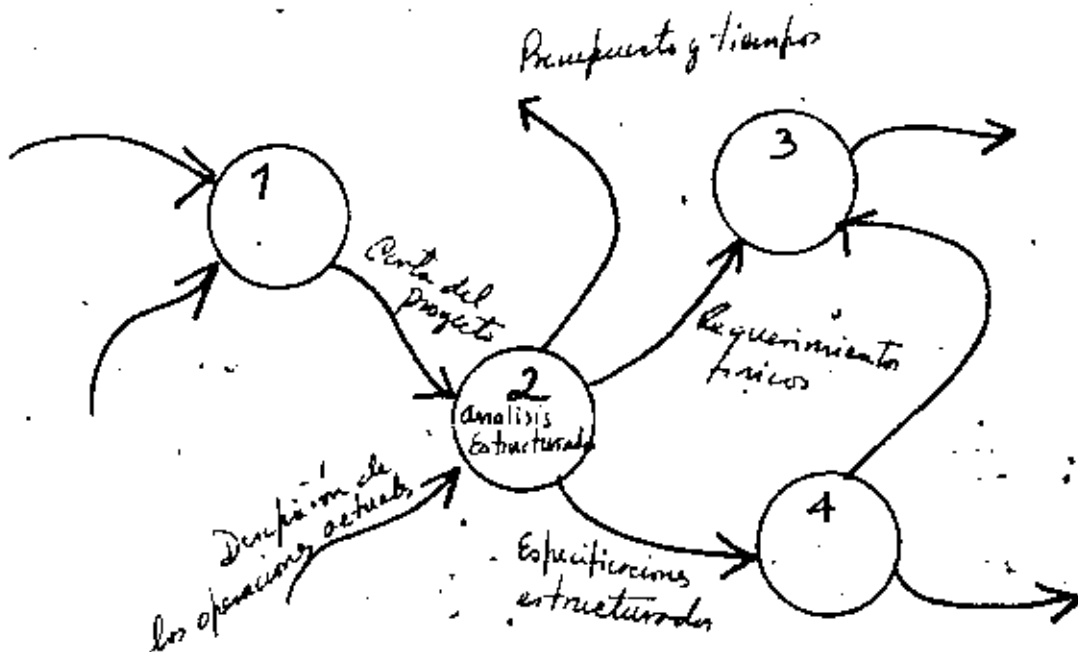 Presupuesto y tiempos
1
3
Carta del
proyecto
Requerimientos
físicos
2
Analisis
Estructurado
Descripción de
las operaciones actuales
4
Especificaciones
estructuradas